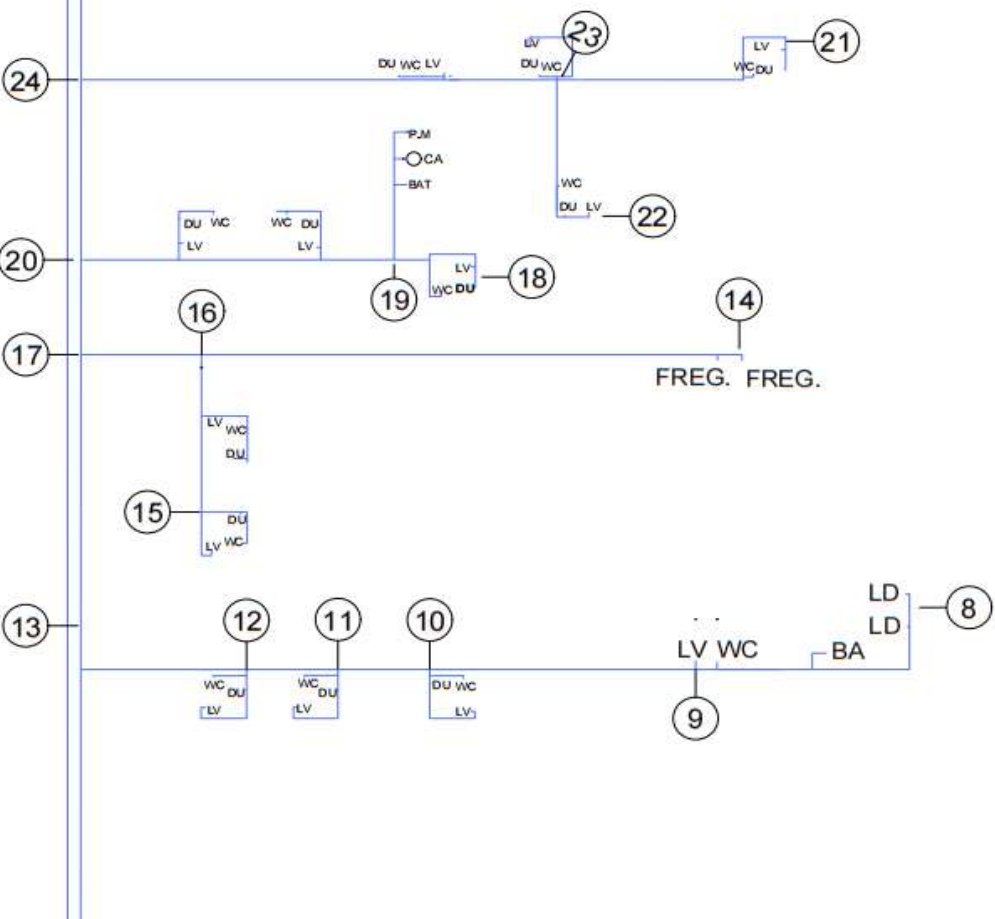 LV 23 LV 21
24 DU WC LV DU WC WC DU
P.M
CA
BAT WC
DU WC WC DU DU LV 22
LV LV
20 LV 18
WC DU
16 19 14
17
FREG. FREG.
LV WC
DU
15 DU
LV WC
LD 8
13 12 11 10 LD
LV WC BA
WC DU WC DU DU WC
LV LV LV 9